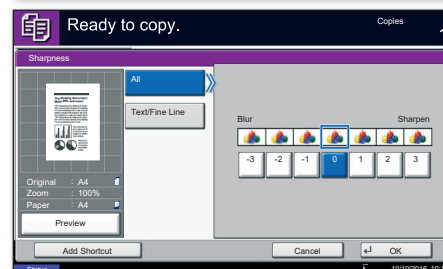 Ready to copy.
Copies
Sharpness
All
Text/Fine Line
Blur
Sharpen
-3 -2 -1 0 1 2 3
Original : A4
Zoom : 100%
Paper : A4
Preview
Add Shortcut
Cancel
OK
Status